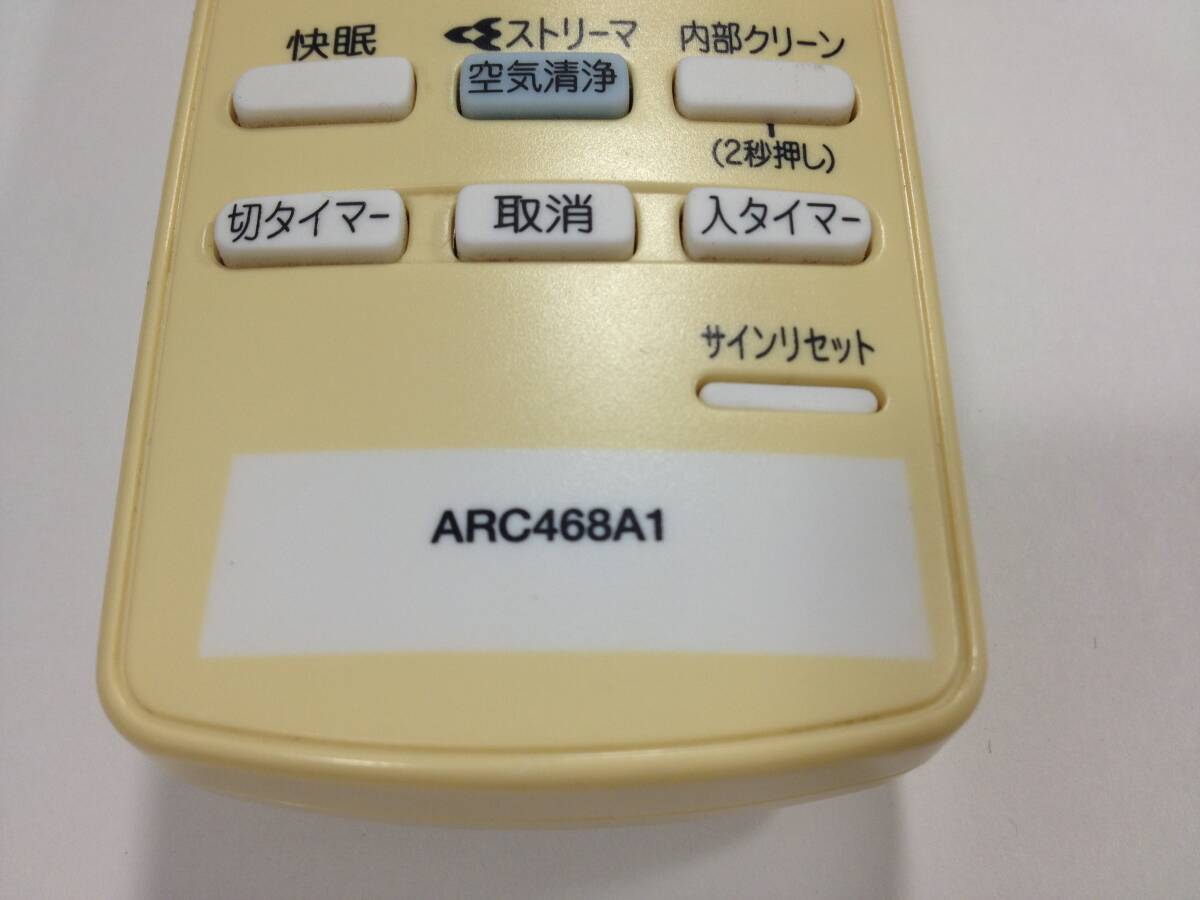 快眠
ストリーマ
空気清浄
内部クリーン
(2秒押し)
切タイマー
取消
入タイマー
サインリセット
ARC468A1